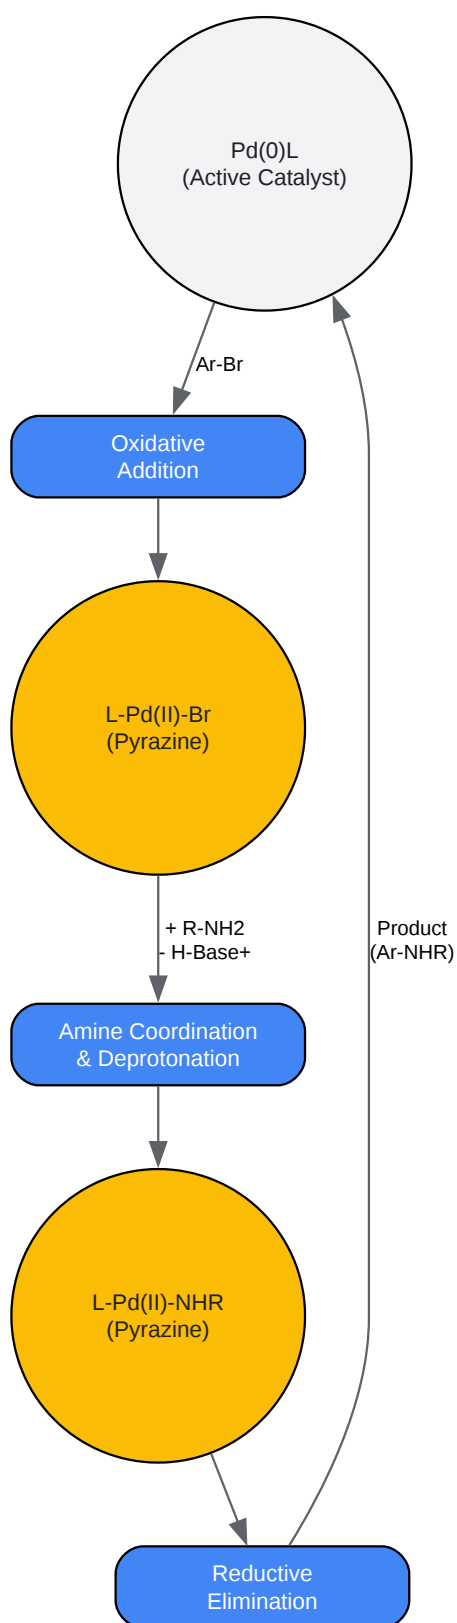 Pd(0)L
(Active Catalyst)
Ar-Br
Oxidative
Addition
L-Pd(II)-Br
(Pyrazine)
+ R-NH2
- H-Base+
Product
(Ar-NHR)
Amine Coordination
& Deprotonation
L-Pd(II)-NHR
(Pyrazine)
Reductive
Elimination